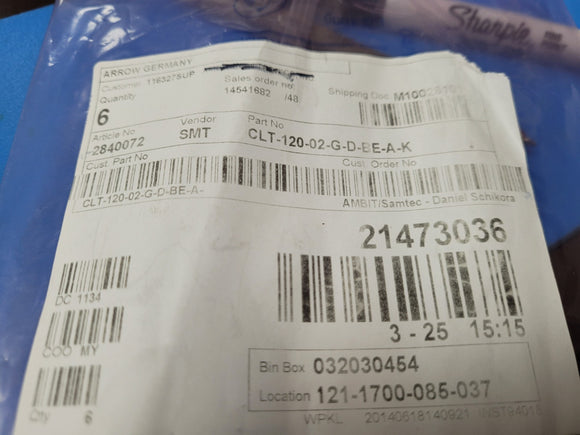 Sharpie
ARROW GERMANY
Customer 116327SUP
Sales order no
14541682 /48
Shipping Doc
Quantity
6
Article No
2840072
Vendor
SMT
Part No
CLT-120-02-G-D-BE-A-K
Cust. Part No
CLT-120-02-G-D-BE-A-
Cust. Order No
AMBIT/Samtec - Daniel Schikora
21473036
3 - 25 15:15
DC 1134
COO MY
Qty 6
Bin Box 032030454
Location 121-1700-085-037
WPKL 20140618140921 INST94018